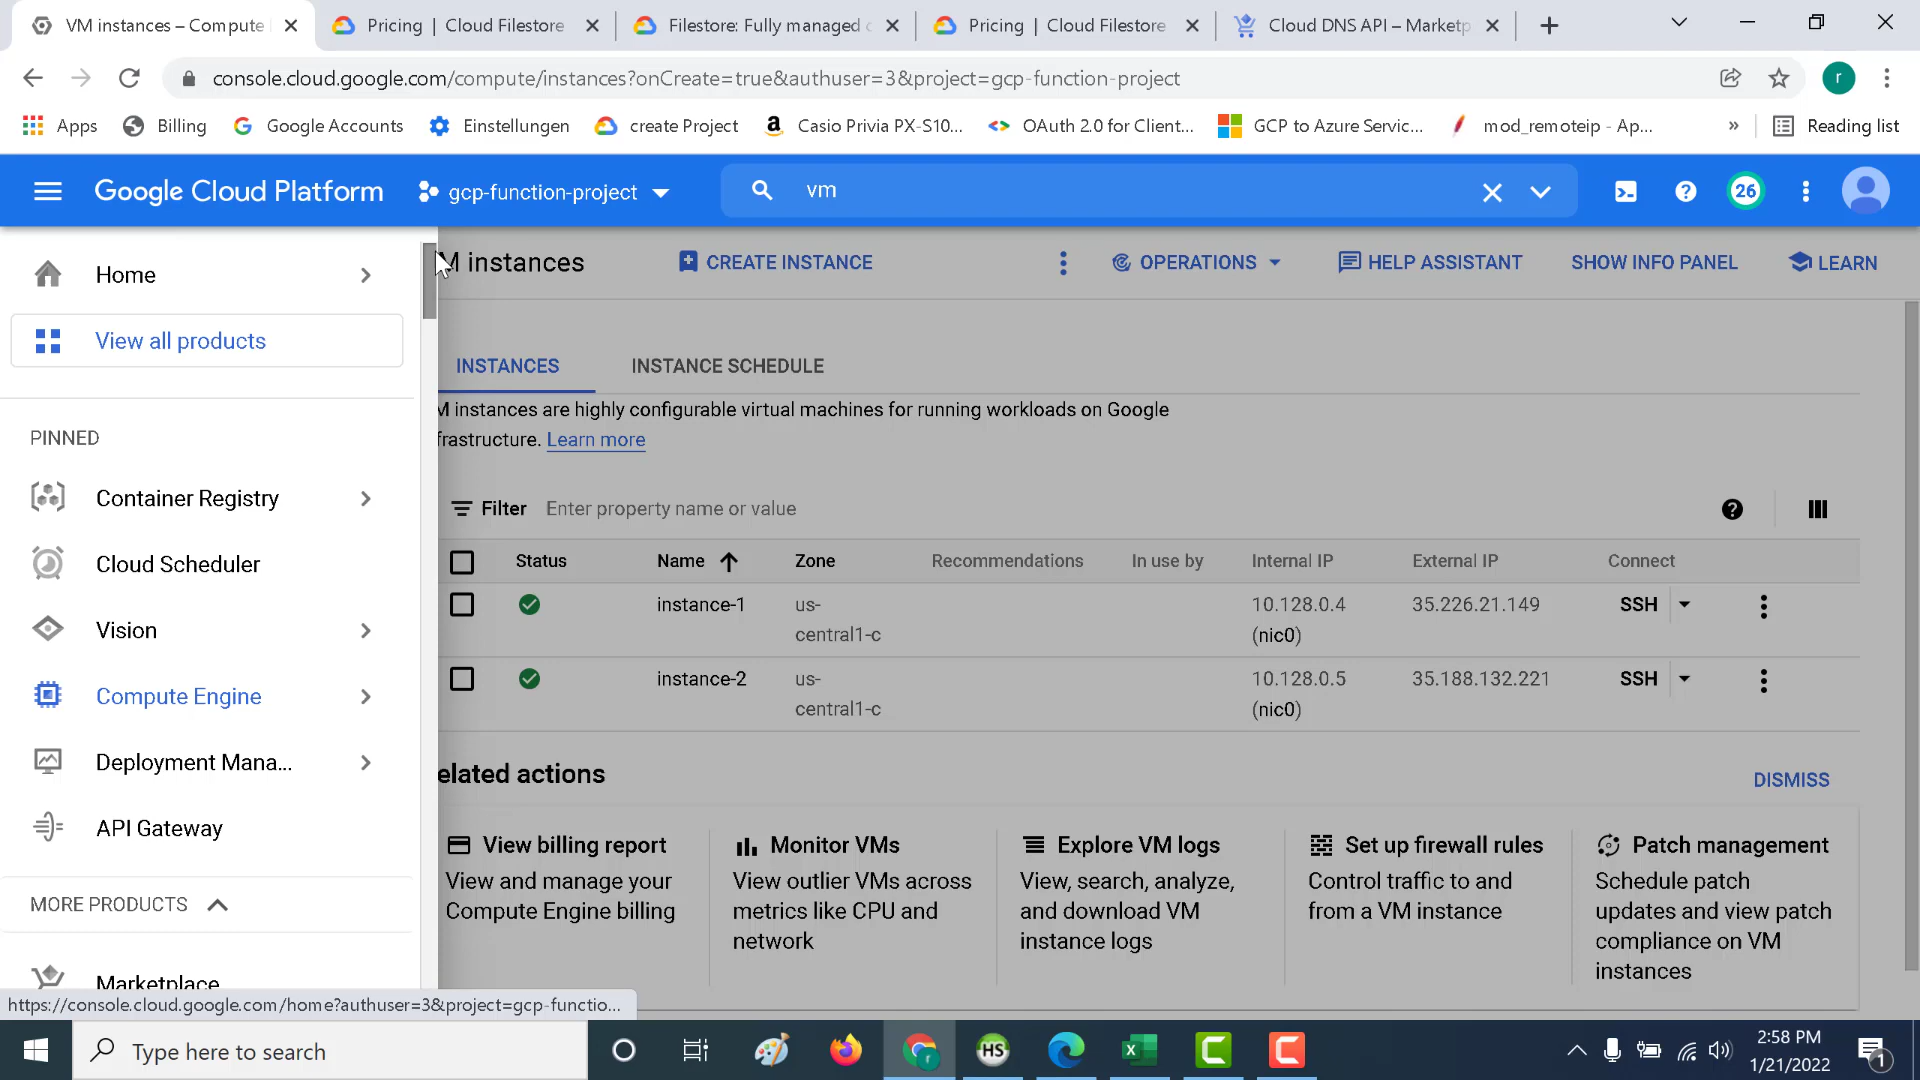 VM instances – Compute
Pricing | Cloud Filestore
Filestore: Fully managed
Pricing | Cloud Filestore
Cloud DNS API – Marketp
console.cloud.google.com/compute/instances?onCreate=true&authuser=3&project=gcp-function-project
r
Apps
Billing
Google Accounts
Einstellungen
create Project
Casio Privia PX-S10...
OAuth 2.0 for Client...
GCP to Azure Servic...
mod_remoteip - Ap...
»
Reading list
Google Cloud Platform
gcp-function-project
vm
26
Home
View all products
PINNED
Container Registry
Cloud Scheduler
Vision
Compute Engine
Deployment Mana...
API Gateway
MORE PRODUCTS
Marketplace
https://console.cloud.google.com/home?authuser=3&project=gcp-functio...
M instances
CREATE INSTANCE
OPERATIONS
HELP ASSISTANT
SHOW INFO PANEL
LEARN
INSTANCES
INSTANCE SCHEDULE
M instances are highly configurable virtual machines for running workloads on Google
frastructure. Learn more
Filter Enter property name or value
Status Name Zone Recommendations In use by Internal IP External IP Connect
instance-1 us- 10.128.0.4 35.226.21.149 SSH
central1-c (nic0)
instance-2 us- 10.128.0.5 35.188.132.221 SSH
central1-c (nic0)
elated actions
DISMISS
View billing report
View and manage your
Compute Engine billing
Monitor VMs
View outlier VMs across
metrics like CPU and
network
Explore VM logs
View, search, analyze,
and download VM
instance logs
Set up firewall rules
Control traffic to and
from a VM instance
Patch management
Schedule patch
updates and view patch
compliance on VM
instances
Type here to search
HS
2:58 PM
1/21/2022
1